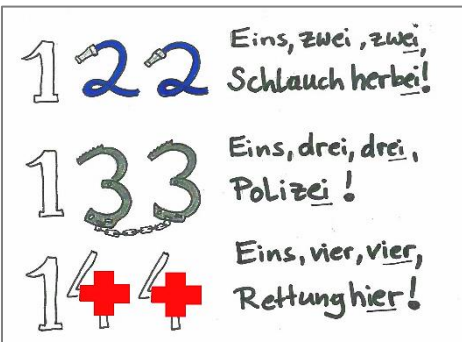 122 Eins, zwei, zwei,
Schlauch herbei!
133 Eins, drei, drei,
Polizei!
144 Eins, vier, vier,
Rettung hier!